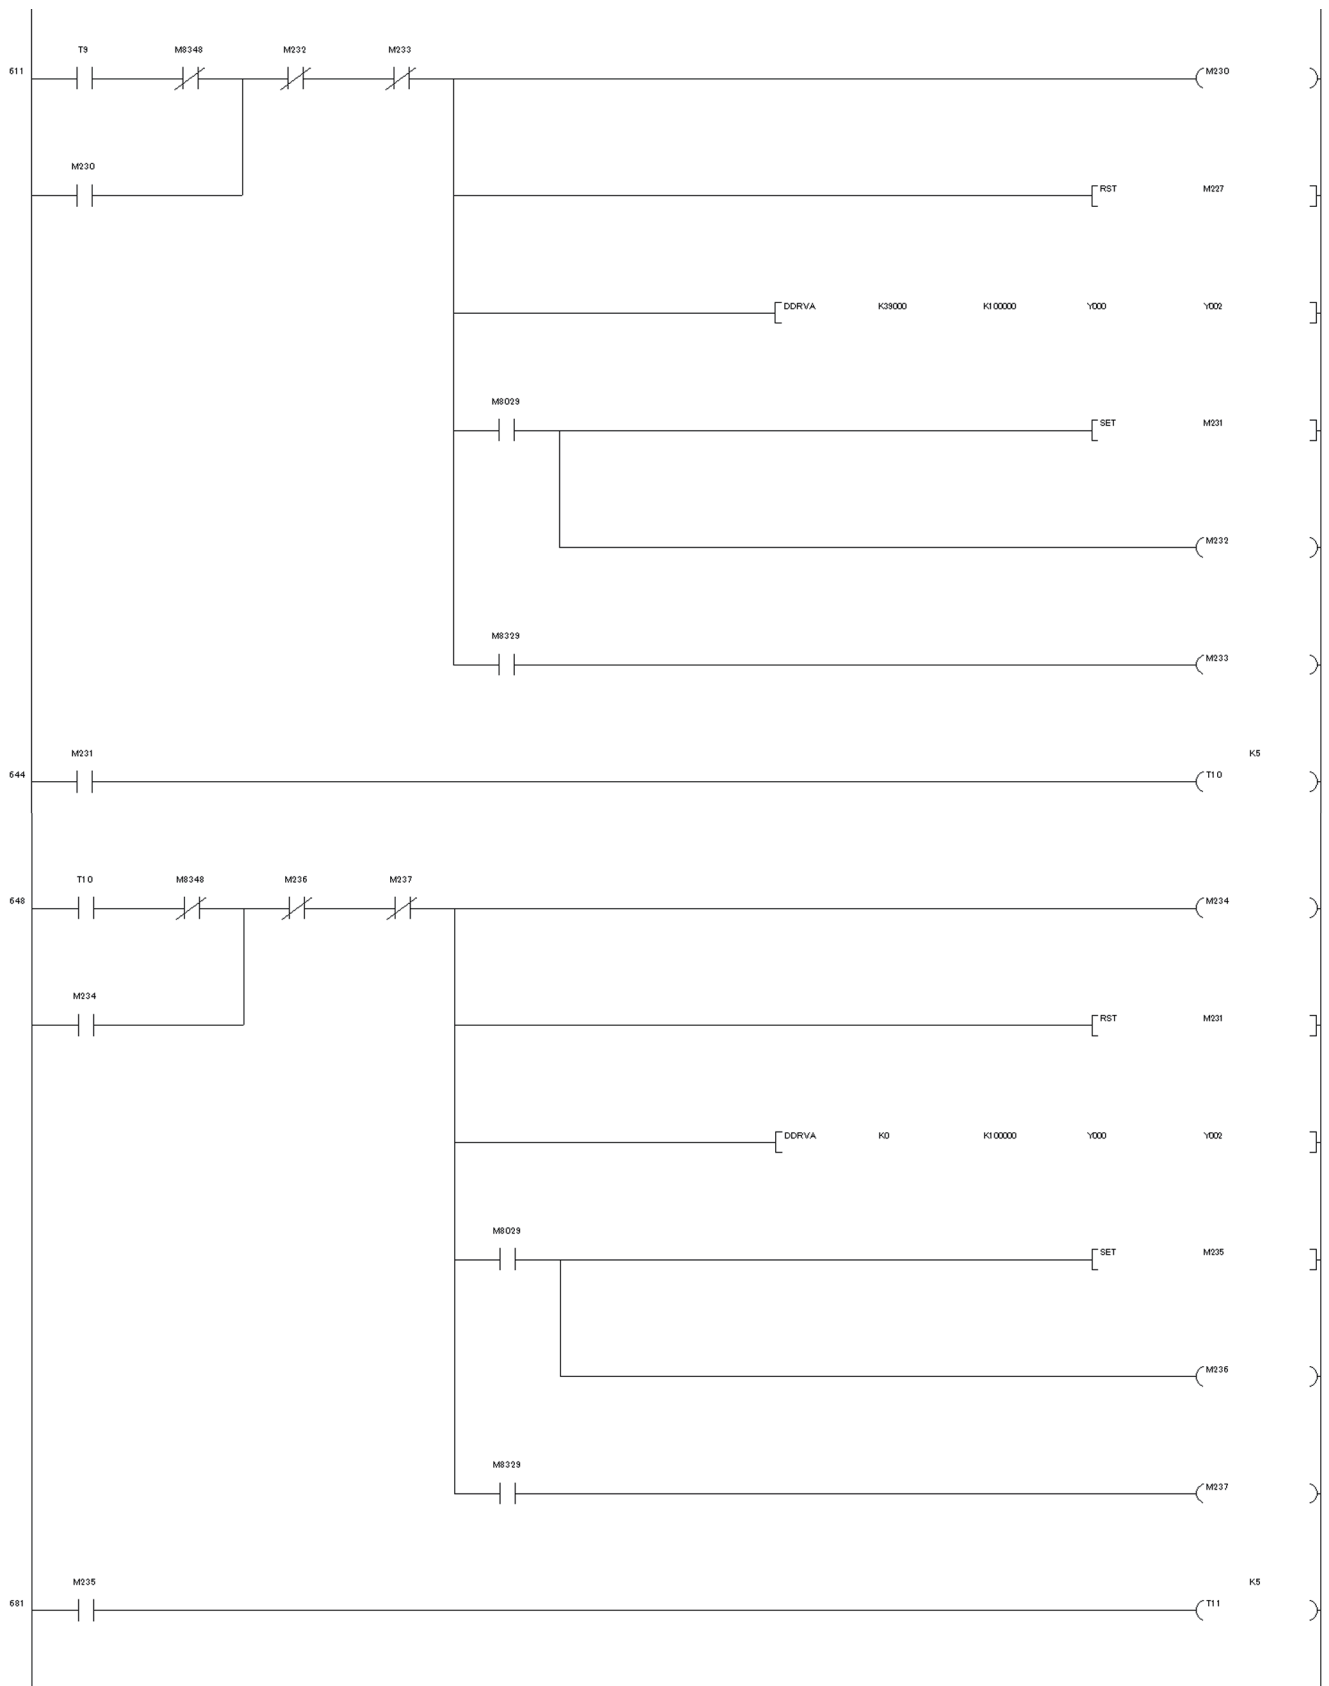 T9 M8348 M232 M233
611 M230
M230
RST M227
DDRVA K39000 K100000 Y000 Y002
M8029
SET M231
M232
M8329
M233
M231 K5
644 T10
T10 M8348 M236 M237
648 M234
M234
RST M231
DDRVA K0 K100000 Y000 Y002
M8029
SET M235
M236
M8329
M237
M235 K5
681 T11